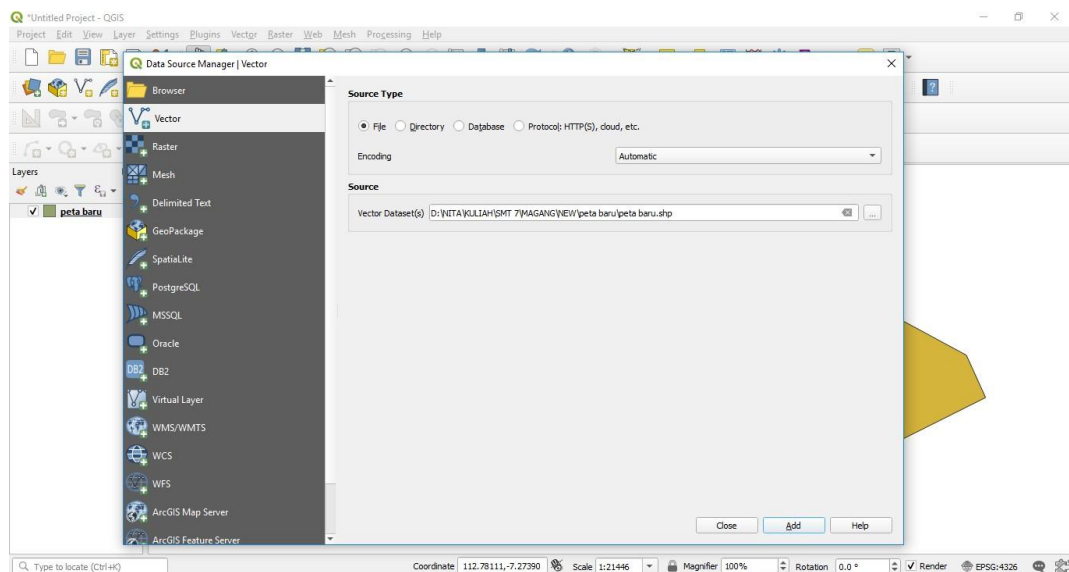 *Untitled Project - QGIS
Project Edit View Layer Settings Plugins Vector Raster Web Mesh Processing Help
Data Source Manager | Vector
Browser
Vector
Raster
Mesh
Delimited Text
GeoPackage
SpatiaLite
PostgreSQL
MSSQL
Oracle
DB2 DB2
Virtual Layer
WMS/WMTS
WCS
WFS
ArcGIS Map Server
ArcGIS Feature Server
Layers
peta baru
Source Type
File Directory Database Protocol: HTTP(S), cloud, etc.
Encoding Automatic
Source
Vector Dataset(s) D:\NITA\KULIAH\SMT 7\MAGANG\NEW\peta baru\peta baru.shp ...
Close Add Help
Type to locate (Ctrl+K) Coordinate 112.78111,-7.27390 Scale 1:21446 Magnifier 100% Rotation 0.0 ° Render EPSG:4326